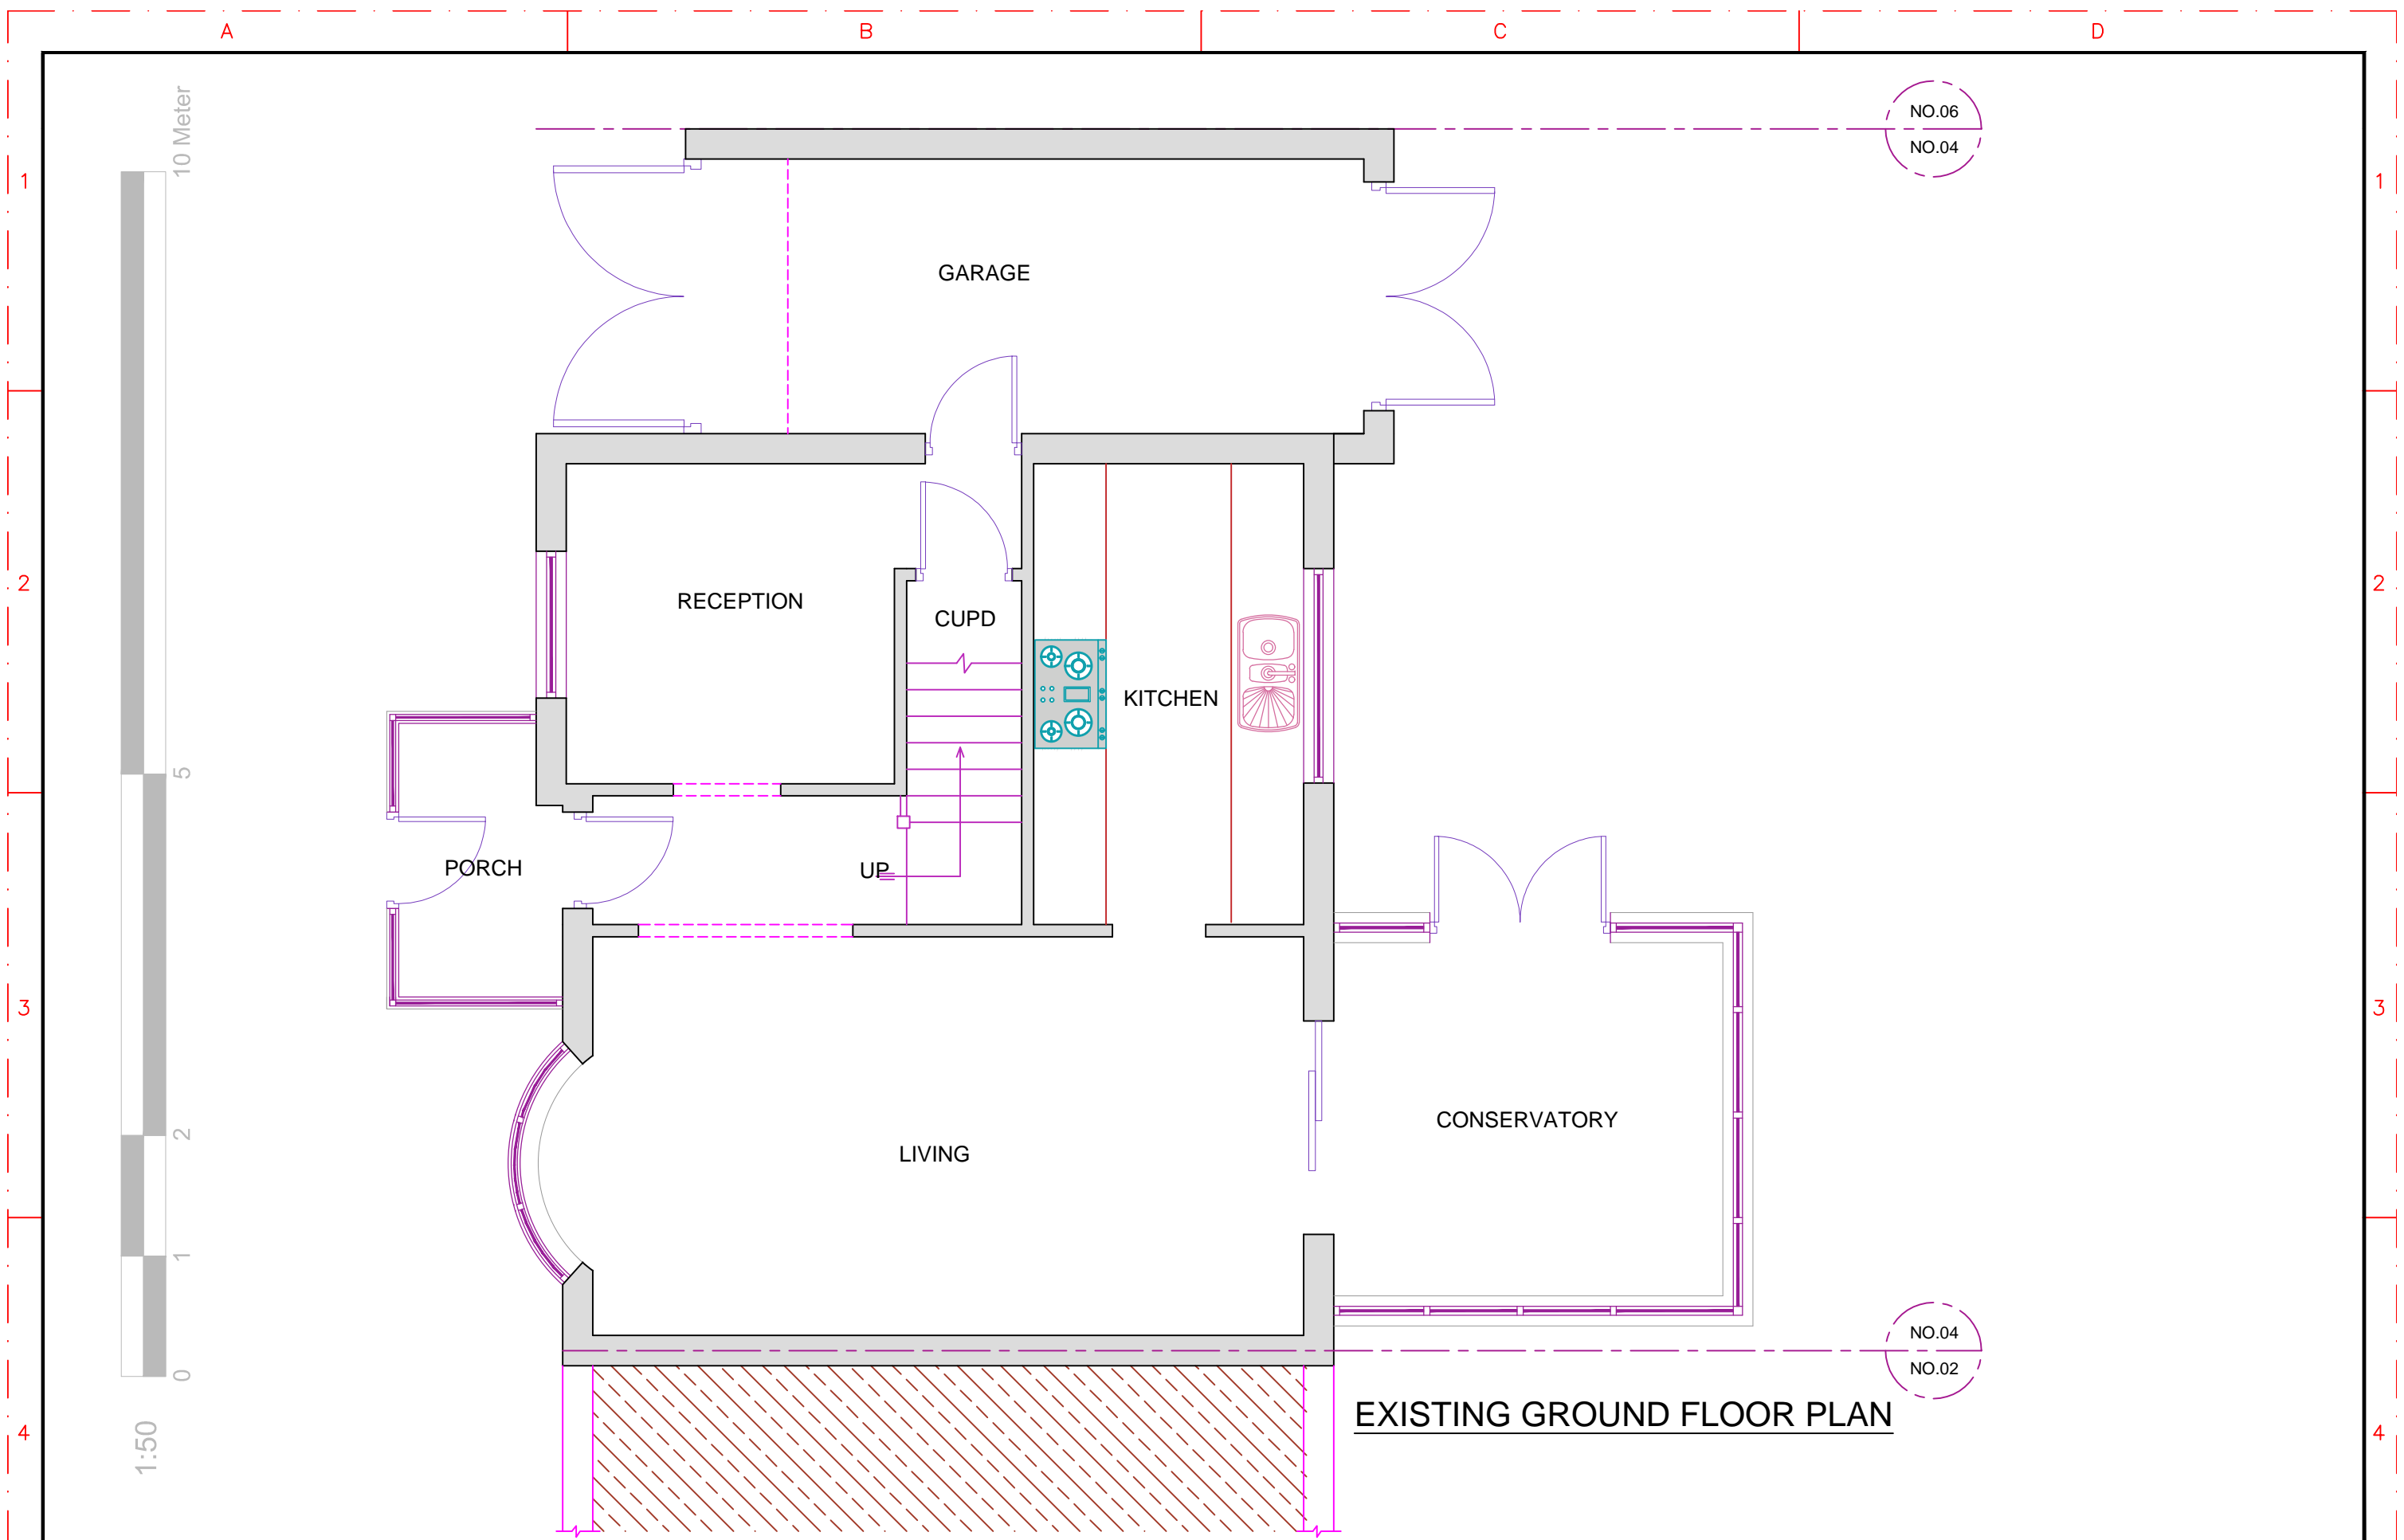 A
B
C
D
10 Meter
NO.06
NO.04
1
1
GARAGE
2
2
RECEPTION
CUPD
KITCHEN
5
PORCH
UP
3
3
CONSERVATORY
2
LIVING
1
NO.04
NO.02
0
EXISTING GROUND FLOOR PLAN
4
4
1:50